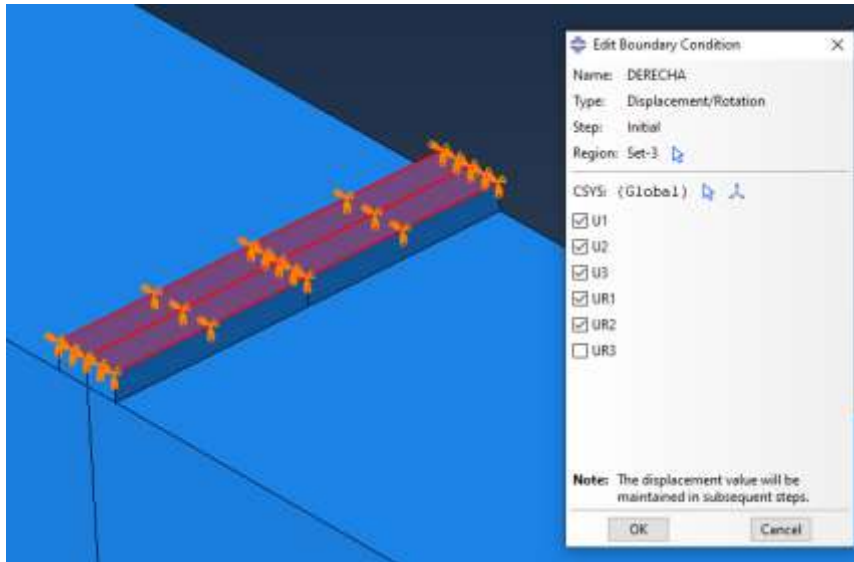 Edit Boundary Condition
Name: DERECHA
Type: Displacement/Rotation
Step: Initial
Region: Set-3
CSYS: (Global)
U1
U2
U3
UR1
UR2
UR3
Note: The displacement value will be
maintained in subsequent steps.
OK Cancel